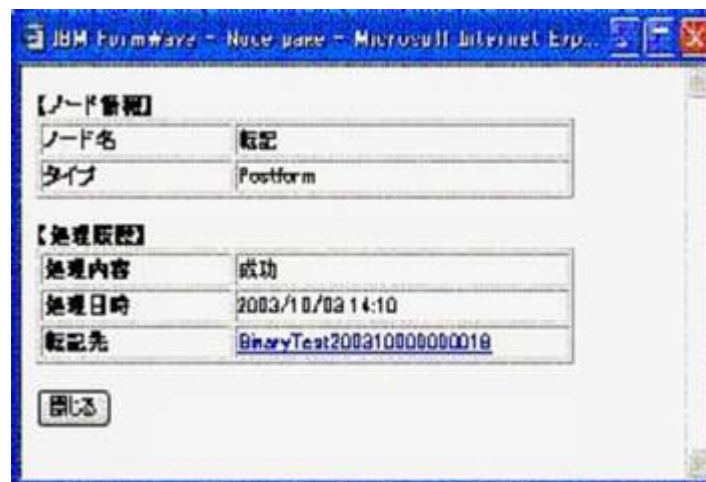 IBM FormWave - Node page - Microsoft Internet Exp...
【ノード情報】
ノード名 転記
タイプ Postform
【処理履歴】
処理内容 成功
処理日時 2003/10/03 14:10
転記先
閉じる